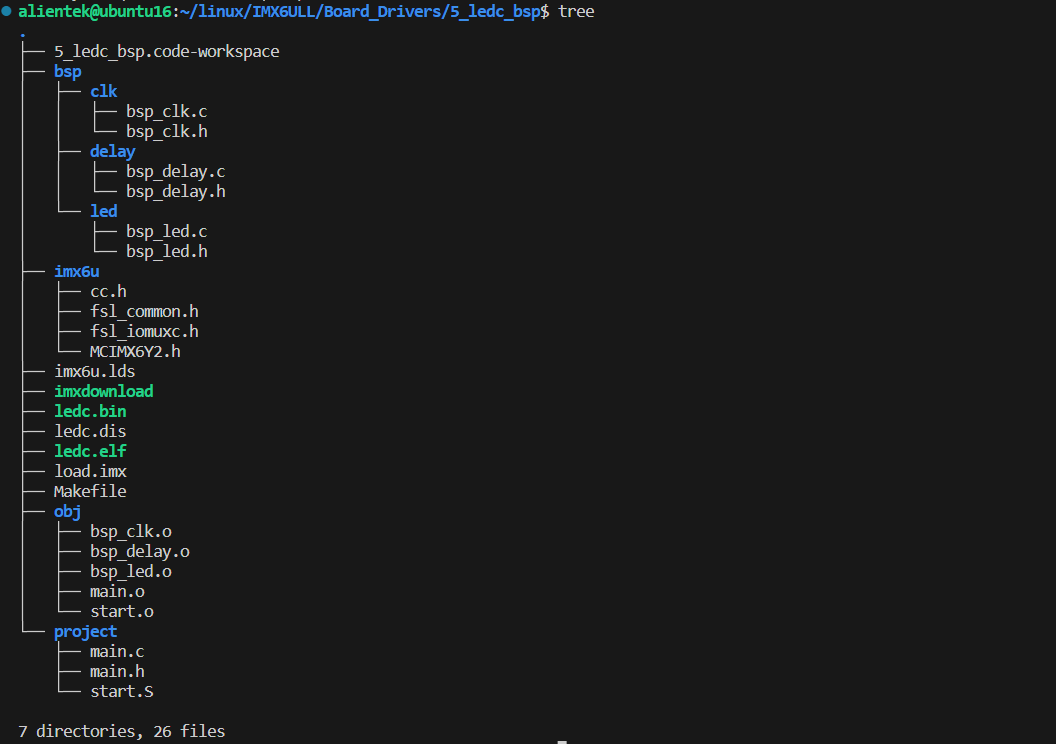 alientek@ubuntu16:~/linux/IMX6ULL/Board_Drivers/5_ledc_bsp$ tree
.
├── 5_ledc_bsp.code-workspace
├── bsp
│   ├── clk
│   │   ├── bsp_clk.c
│   │   └── bsp_clk.h
│   ├── delay
│   │   ├── bsp_delay.c
│   │   └── bsp_delay.h
│   └── led
│       ├── bsp_led.c
│       └── bsp_led.h
├── imx6u
│   ├── cc.h
│   ├── fsl_common.h
│   ├── fsl_iomuxc.h
│   └── MCIMX6Y2.h
├── imx6u.lds
├── imxdownload
├── ledc.bin
├── ledc.dis
├── ledc.elf
├── load.imx
├── Makefile
├── obj
│   ├── bsp_clk.o
│   ├── bsp_delay.o
│   ├── bsp_led.o
│   ├── main.o
│   └── start.o
└── project
    ├── main.c
    ├── main.h
    └── start.S
7 directories, 26 files